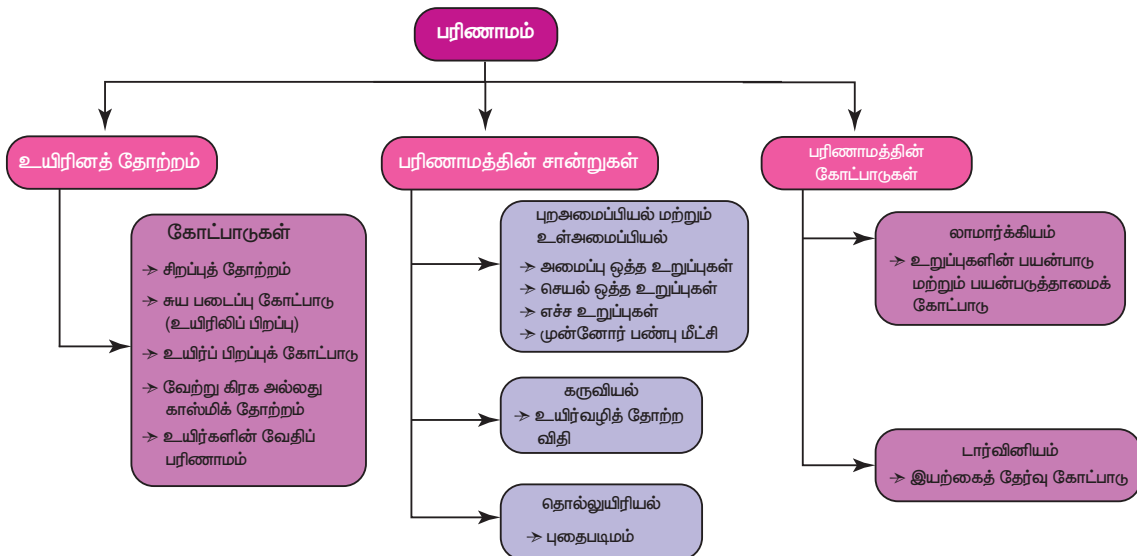 பரிணாமம்
உயிரினத் தோற்றம்
கோட்பாடுகள்
சிறப்புத் தோற்றம்
சுய படைப்பு கோட்பாடு
(உயிரிலிப் பிறப்பு)
உயிர்ப் பிறப்புக் கோட்பாடு
வேற்று கிரக அல்லது
காஸ்மிக் தோற்றம்
உயிர்களின் வேதிப்
பரிணாமம்
பரிணாமத்தின் சான்றுகள்
புறஅமைப்பியல் மற்றும்
உள்அமைப்பியல்
அமைப்பு ஒத்த உறுப்புகள்
செயல் ஒத்த உறுப்புகள்
எச்ச உறுப்புகள்
முன்னோர் பண்பு மீட்சி
கருவியல்
உயிர்வழித் தோற்ற
விதி
தொல்லுயிரியல்
புதைபடிமம்
பரிணாமத்தின்
கோட்பாடுகள்
லாமார்க்கியம்
உறுப்புகளின் பயன்பாடு
மற்றும் பயன்படுத்தாமைக்
கோட்பாடு
டார்வினியம்
இயற்கைத் தேர்வு கோட்பாடு